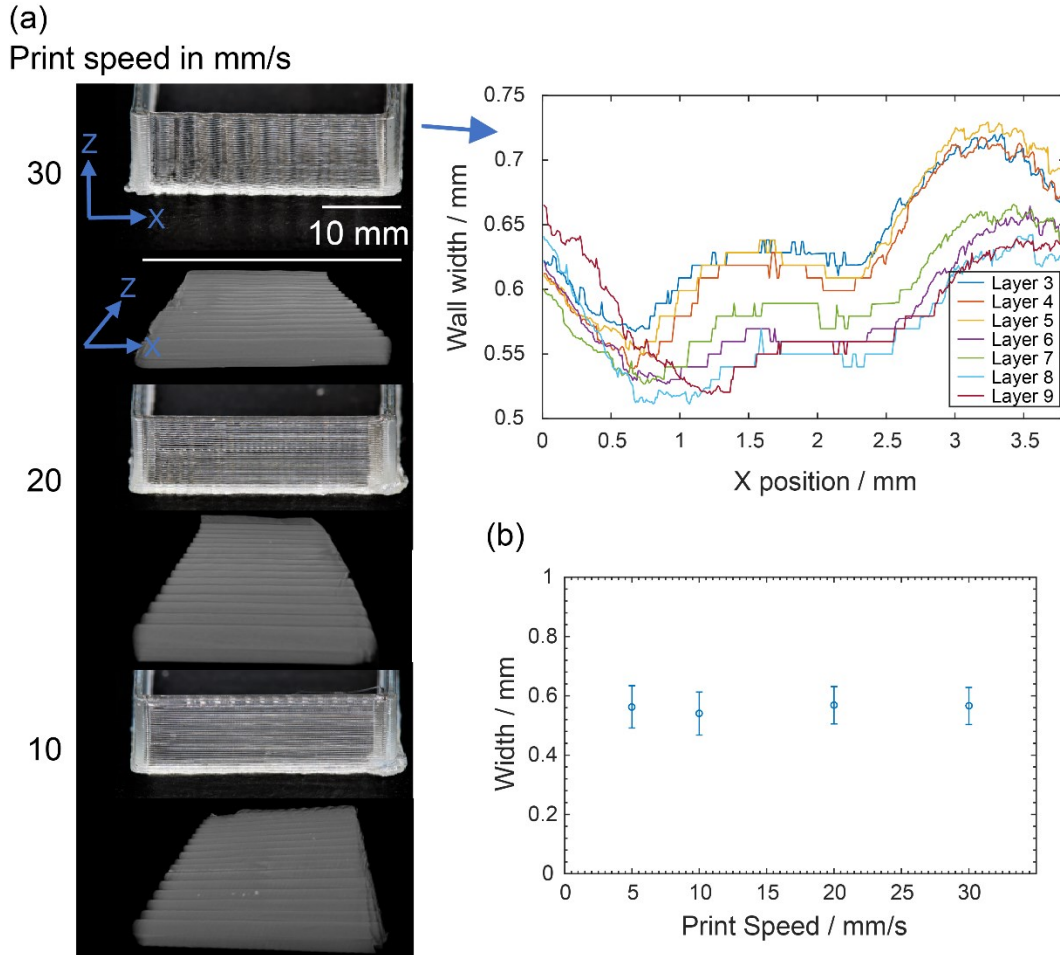 (a)
Print speed in mm/s
30
Z
X
10 mm
Z
X
20
10
0.75
0.7
0.65
0.6
0.55
0.5
Wall width / mm
0
0.5
1
1.5
2
2.5
3
3.5
X position / mm
Layer 3
Layer 4
Layer 5
Layer 6
Layer 7
Layer 8
Layer 9
(b)
1
0.8
0.6
0.4
0.2
0
Width / mm
0
5
10
15
20
25
30
Print Speed / mm/s